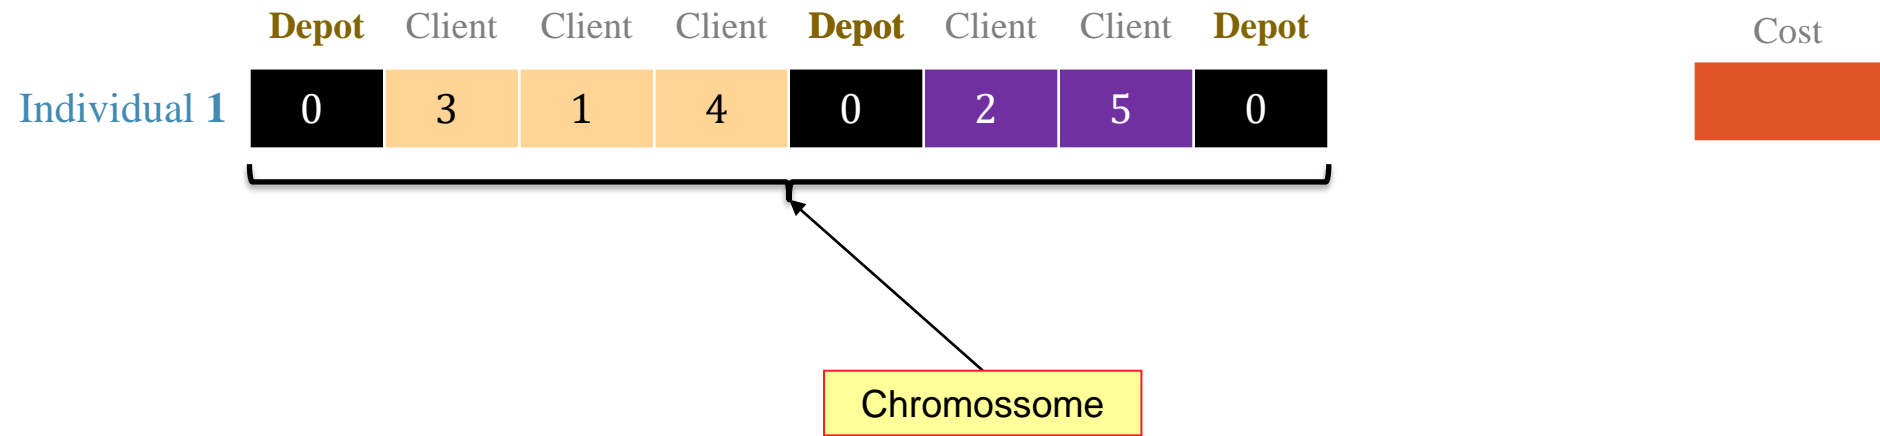 Depot Client Client Client Depot Client Client Depot Cost
Individual 1 0 3 1 4 0 2 5 0
Chromossome